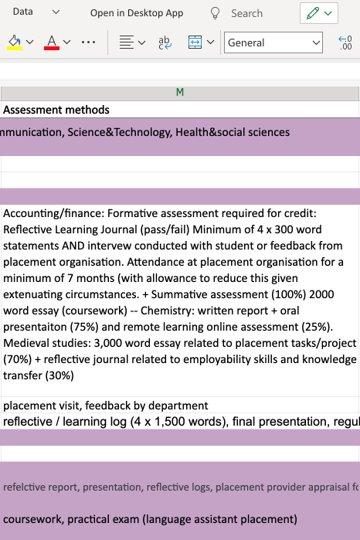 Data
Open in Desktop App
Search
ab
General
.00
M
Assessment methods
Science&Technology, Health&social sciences
Accounting/finance: Formative assessment required for credit:
Reflective Learning Journal (pass/fail) Minimum of 4 x 300 word
statements AND intervew conducted with student or feedback from
placement organisation. Attendance at placement organisation for a
minimum of 7 months (with allowance to reduce this given
extenuating circumstances. + Summative assessment (100%) 2000
word essay (coursework) -- Chemistry: written report + oral
presentaiton (75%) and remote learning online assessment (25%).
Medieval studies: 3,000 word essay related to placement tasks/project
(70%) + reflective journal related to employability skills and knowledge
transfer (30%)
placement visit, feedback by department
reflective / learning log (4 x 1,500 words), final presentation,
refelctive report, presentation, reflective logs, placement provider appraisal
coursework, practical exam (language assistant placement)